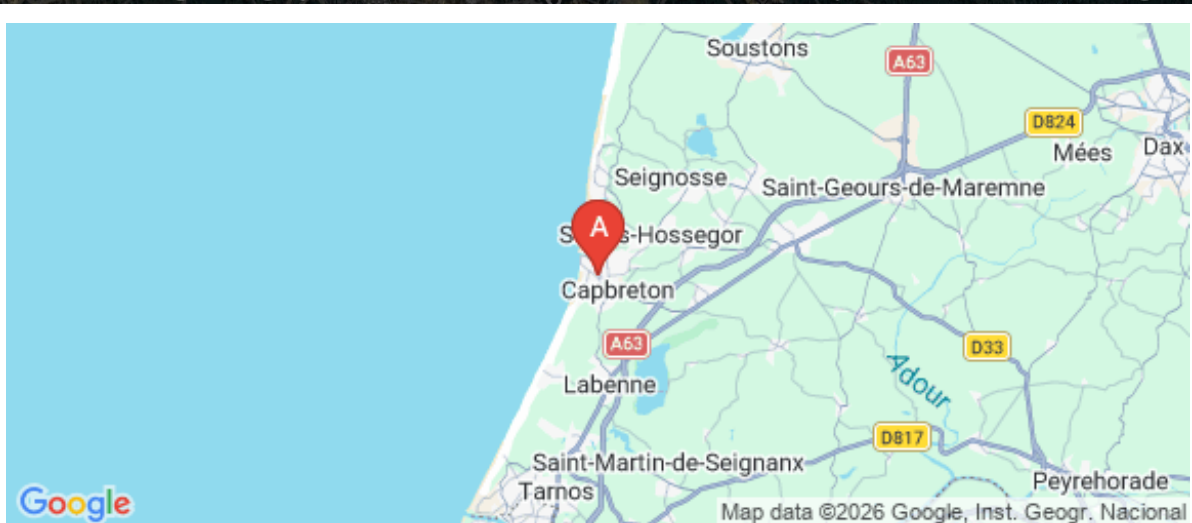 Soustons
A63
D824
Mées
Dax
Seignosse
Saint-Geours-de-Maremne
A
s-Hossegor
Capbreton
A63
D33
Labenne
Adour
D817
Saint-Martin-de-Seignanx
Tarnos
Peyrehorade
Google
Map data ©2026 Google, Inst. Geogr. Nacional